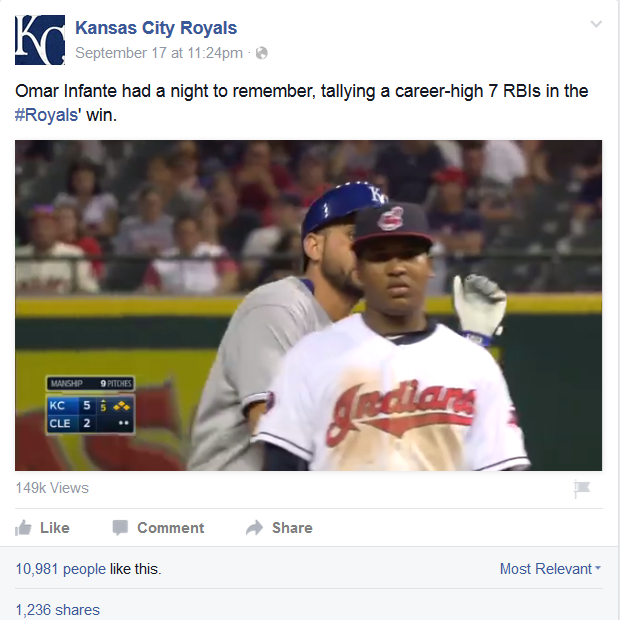 KC
Kansas City Royals
September 17 at 11:24pm ·
Omar Infante had a night to remember, tallying a career-high 7 RBIs in the
#Royals' win.
KC
Indians
MANSHIP 9 PITCHES
KC 5 5
CLE 2
149k Views
Like Comment Share
10,981 people like this. Most Relevant
1,236 shares